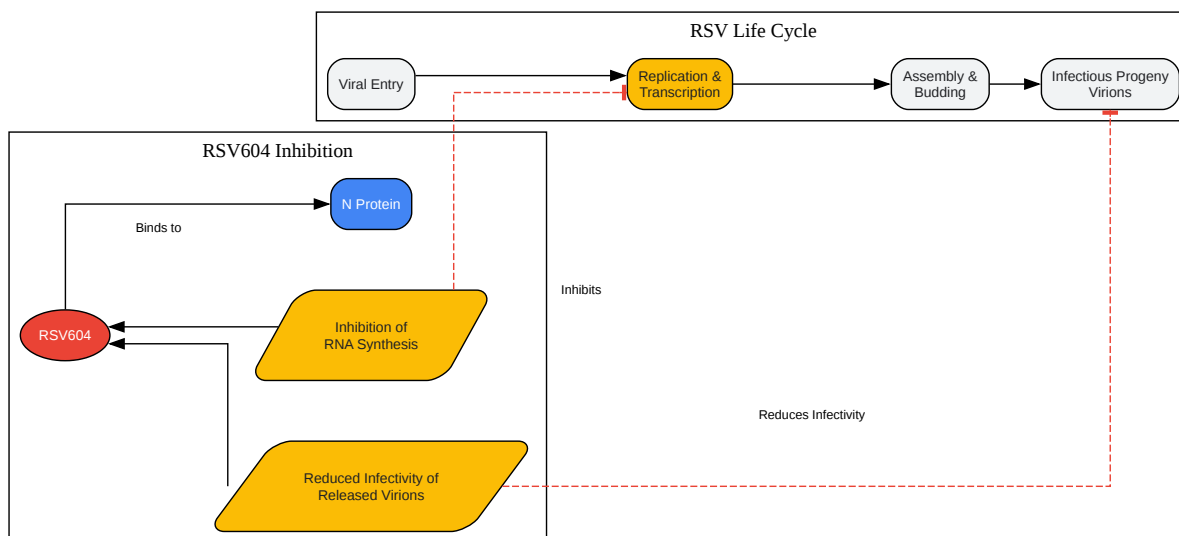 RSV Life Cycle
Viral Entry
Replication &
Transcription
Assembly &
Budding
Infectious Progeny
Virions
RSV604 Inhibition
N Protein
Binds to
Inhibits
RSV604
Inhibition of
RNA Synthesis
Reduces Infectivity
Reduced Infectivity of
Released Virions